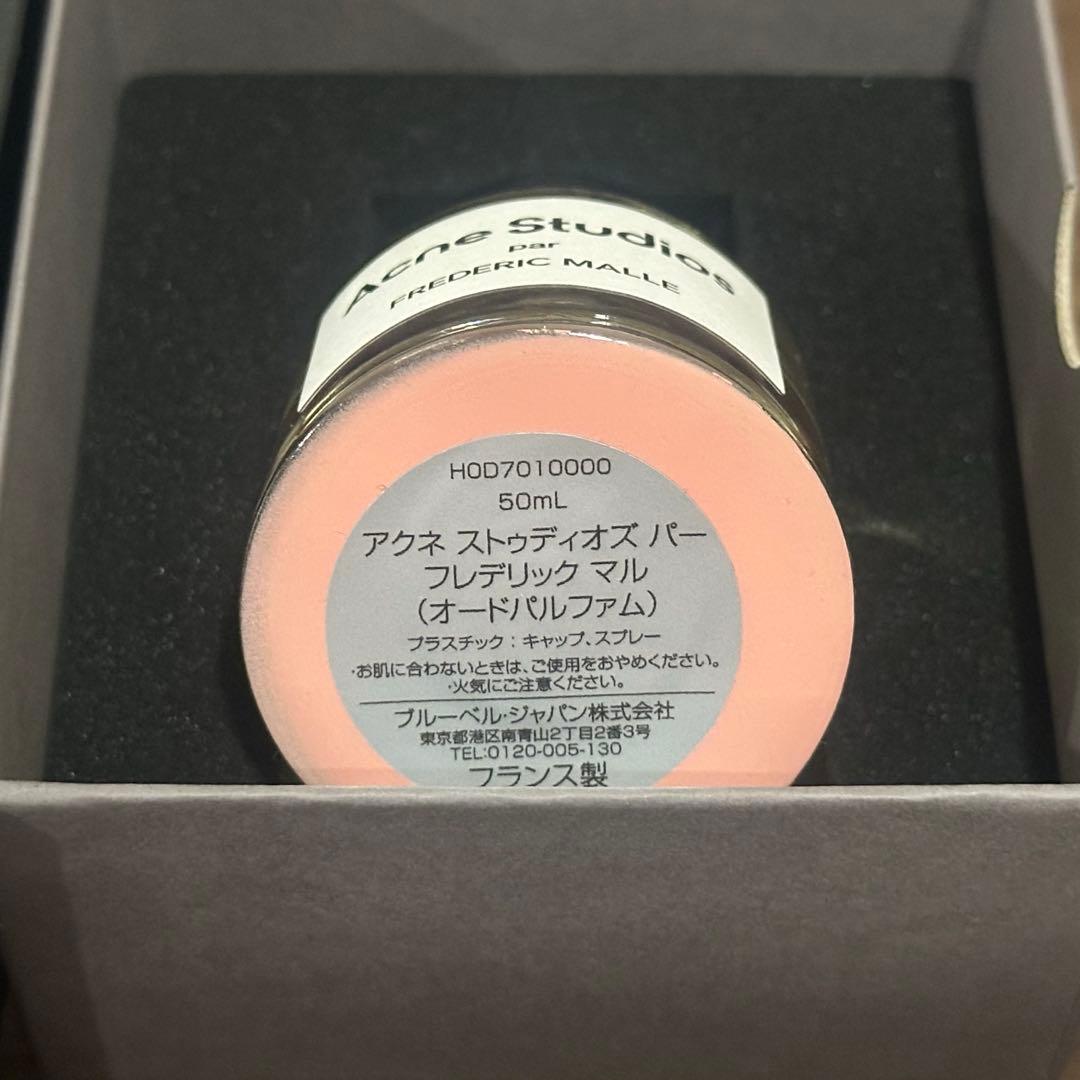 Acne Studios
par
FREDERIC MALLE
H0D7010000
50mL
アクネ ストゥディオズ パー
フレデリック マル
（オードパルファム）
プラスチック：キャップ、スプレー
・お肌に合わないときは、ご使用をおやめください。
・火気にご注意ください。
ブルーベル・ジャパン株式会社
東京都港区南青山2丁目2番3号
TEL:0120-005-130
フランス製